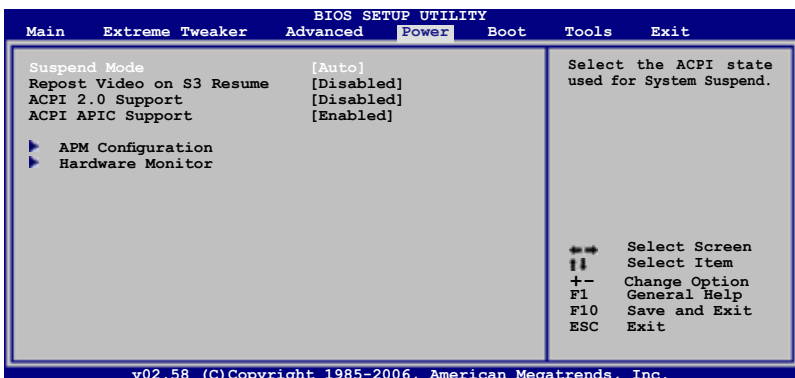 BIOS SETUP UTILITY
Main Extreme Tweaker Advanced Power Boot Tools Exit
Suspend Mode [Auto]
Repost Video on S3 Resume [Disabled]
ACPI 2.0 Support [Disabled]
ACPI APIC Support [Enabled]
APM Configuration
Hardware Monitor
Select the ACPI state
used for System Suspend.
Select Screen
Select Item
+- Change Option
F1 General Help
F10 Save and Exit
ESC Exit
v02.58 (C)Copyright 1985-2006, American Megatrends, Inc.